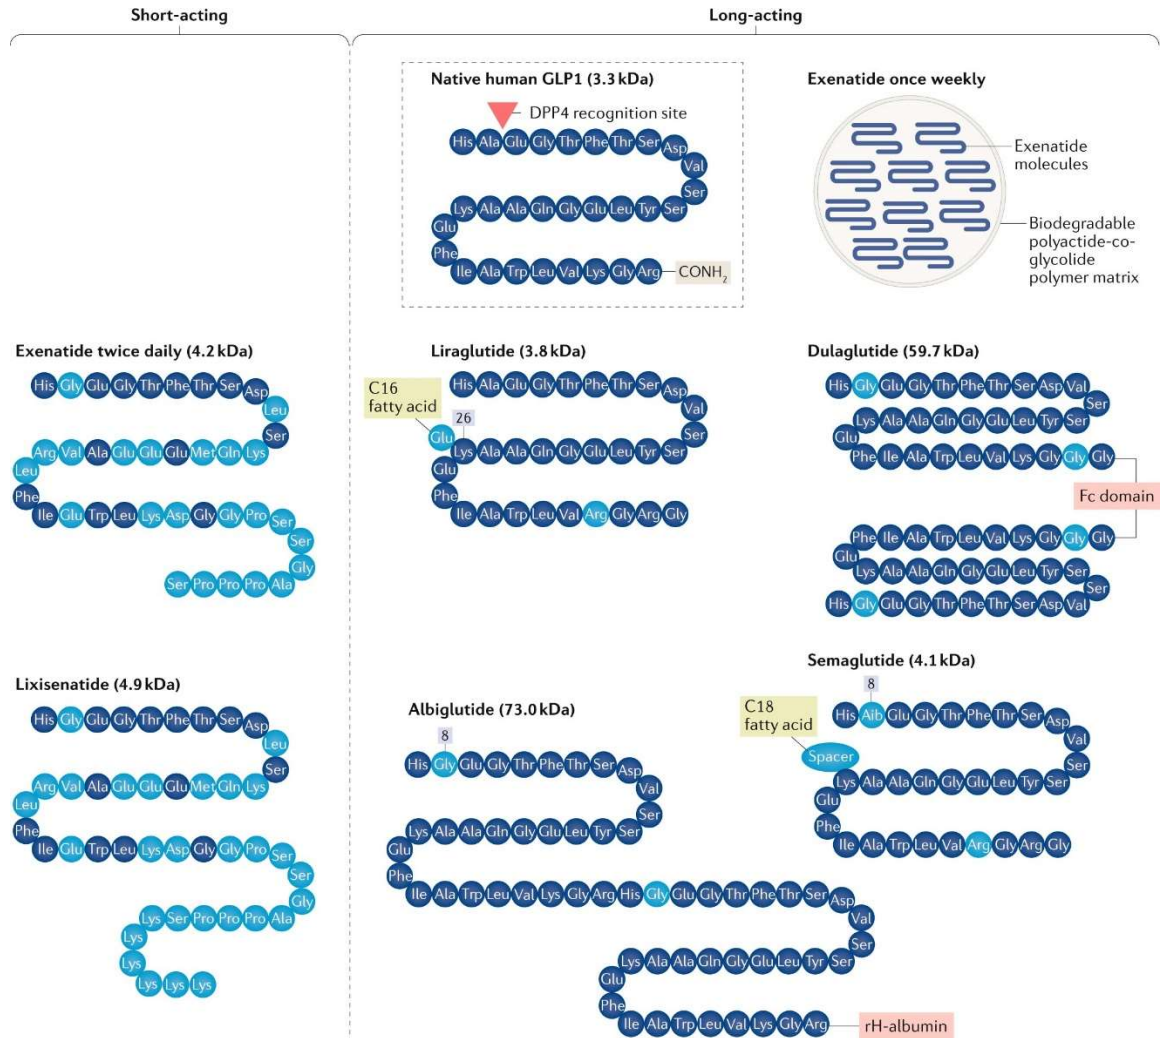 Short-acting
Long-acting
Native human GLP1 (3.3 kDa)
DPP4 recognition site
His Ala Glu Gly Thr Phe Thr Ser Asp
Val
Ser
Lys Ala Ala Gln Gly Glu Leu Tyr Ser
Glu
Phe
Ile Ala Trp Leu Val Lys Gly Arg CONH2
Exenatide once weekly
Exenatide
molecules
Biodegradable
polyactide-co-
glycolide
polymer matrix
Exenatide twice daily (4.2 kDa)
His Gly Glu Gly Thr Phe Thr Ser Asp
Leu
Ser
Arg Val Ala Glu Glu Glu Met Gln Lys
Leu
Phe
Ile Glu Trp Leu Lys Asp Gly Gly Pro Ser
Ser
Gly
Ser Pro Pro Pro Ala
Liraglutide (3.8 kDa)
C16
fatty acid
26
Glu
His Ala Glu Gly Thr Phe Thr Ser Asp
Val
Ser
Lys Ala Ala Gln Gly Glu Leu Tyr Ser
Glu
Phe
Ile Ala Trp Leu Val Arg Gly Arg Gly
Dulaglutide (59.7 kDa)
His Gly Glu Gly Thr Phe Thr Ser Asp Val
Ser
Lys Ala Ala Gln Gly Glu Leu Tyr Ser
Glu
Phe Ile Ala Trp Leu Val Lys Gly Gly Gly
Fc domain
Phe Ile Ala Trp Leu Val Lys Gly Gly Gly
Glu
Lys Ala Ala Gln Gly Glu Leu Tyr Ser
Ser
His Gly Glu Gly Thr Phe Thr Ser Asp Val
Lixisenatide (4.9 kDa)
His Gly Glu Gly Thr Phe Thr Ser Asp
Leu
Ser
Arg Val Ala Glu Glu Glu Met Gln Lys
Leu
Phe
Ile Glu Trp Leu Lys Asp Gly Gly Pro Ser
Ser
Gly
Lys Ser Pro Pro Pro Ala
Lys
Lys
Lys Lys Lys
Albiglutide (73.0 kDa)
8
His Gly Glu Gly Thr Phe Thr Ser Asp
Val
Ser
Lys Ala Ala Gln Gly Glu Leu Tyr Ser
Glu
Phe
Ile Ala Trp Leu Val Lys Gly Arg His Gly Glu Gly Thr Phe Thr Ser Asp
Val
Ser
Lys Ala Ala Gln Gly Glu Leu Tyr Ser
Glu
Phe
Ile Ala Trp Leu Val Lys Gly Arg rH-albumin
Semaglutide (4.1 kDa)
8
C18
fatty acid
Spacer
His Aib Glu Gly Thr Phe Thr Ser Asp
Val
Ser
Lys Ala Ala Gln Gly Glu Leu Tyr Ser
Glu
Phe
Ile Ala Trp Leu Val Arg Gly Arg Gly